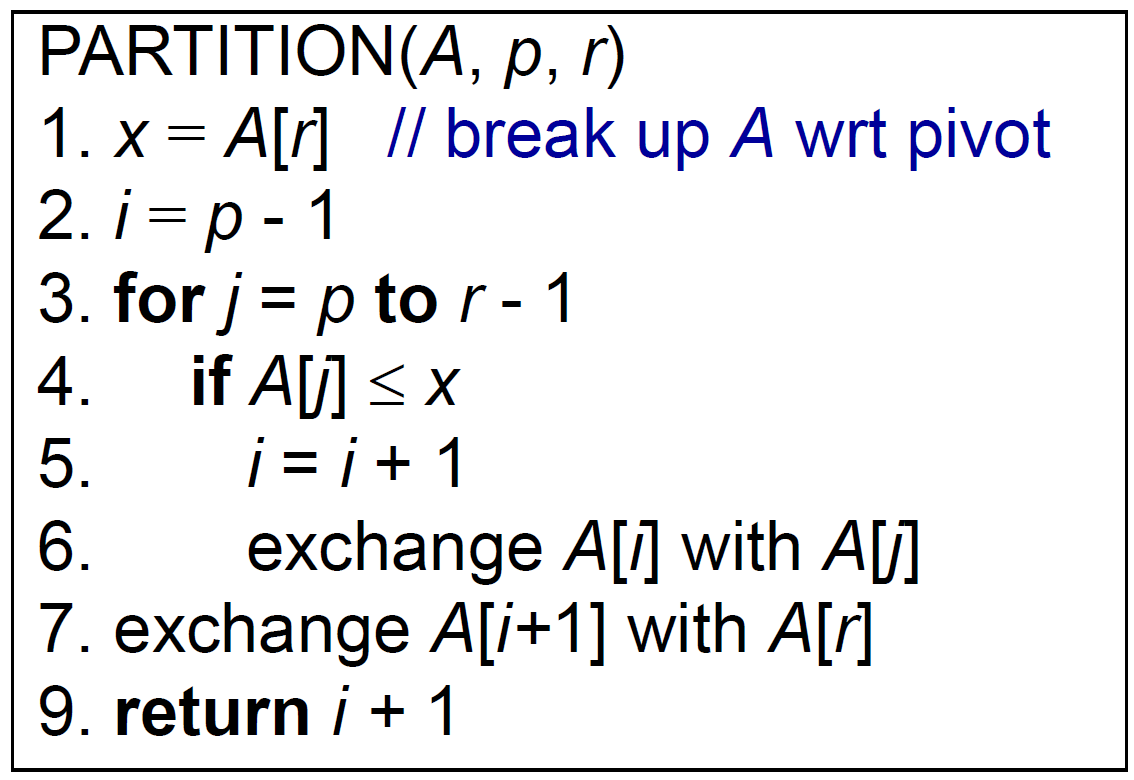 PARTITION(A, p, r)
1. x = A[r] // break up A wrt pivot
2. i = p - 1
3. for j = p to r - 1
4. if A[j] ≤ x
5. i = i + 1
6. exchange A[i] with A[j]
7. exchange A[i+1] with A[r]
9. return i + 1